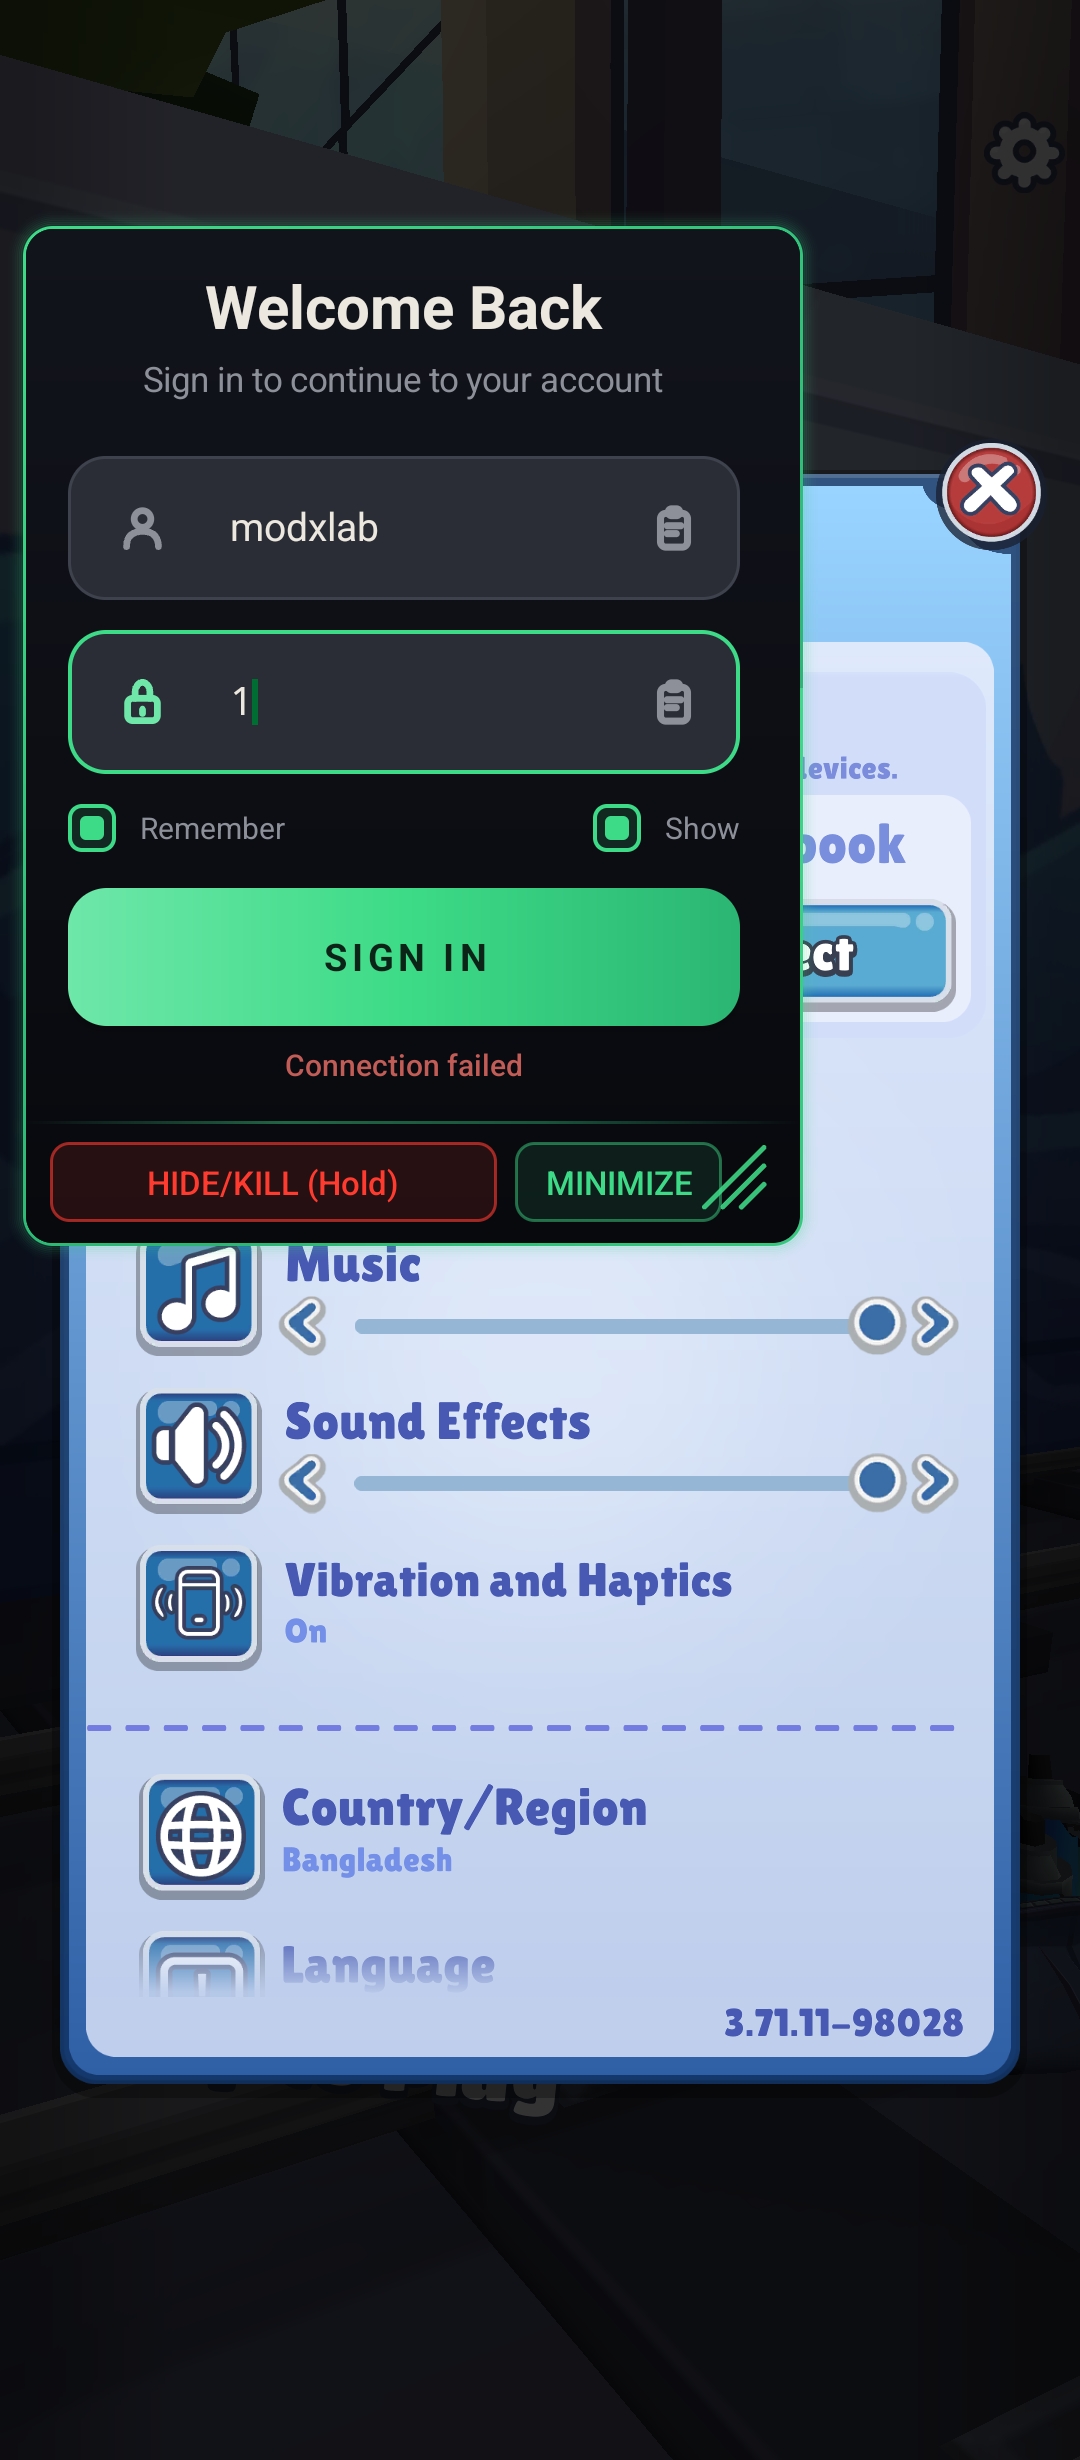 Welcome Back
Sign in to continue to your account
modxlab
1
Remember
Show
SIGN IN
Connection failed
HIDE/KILL (Hold)
MINIMIZE
Music
Sound Effects
Vibration and Haptics
On
Country/Region
Bangladesh
Language
3.71.11-98028